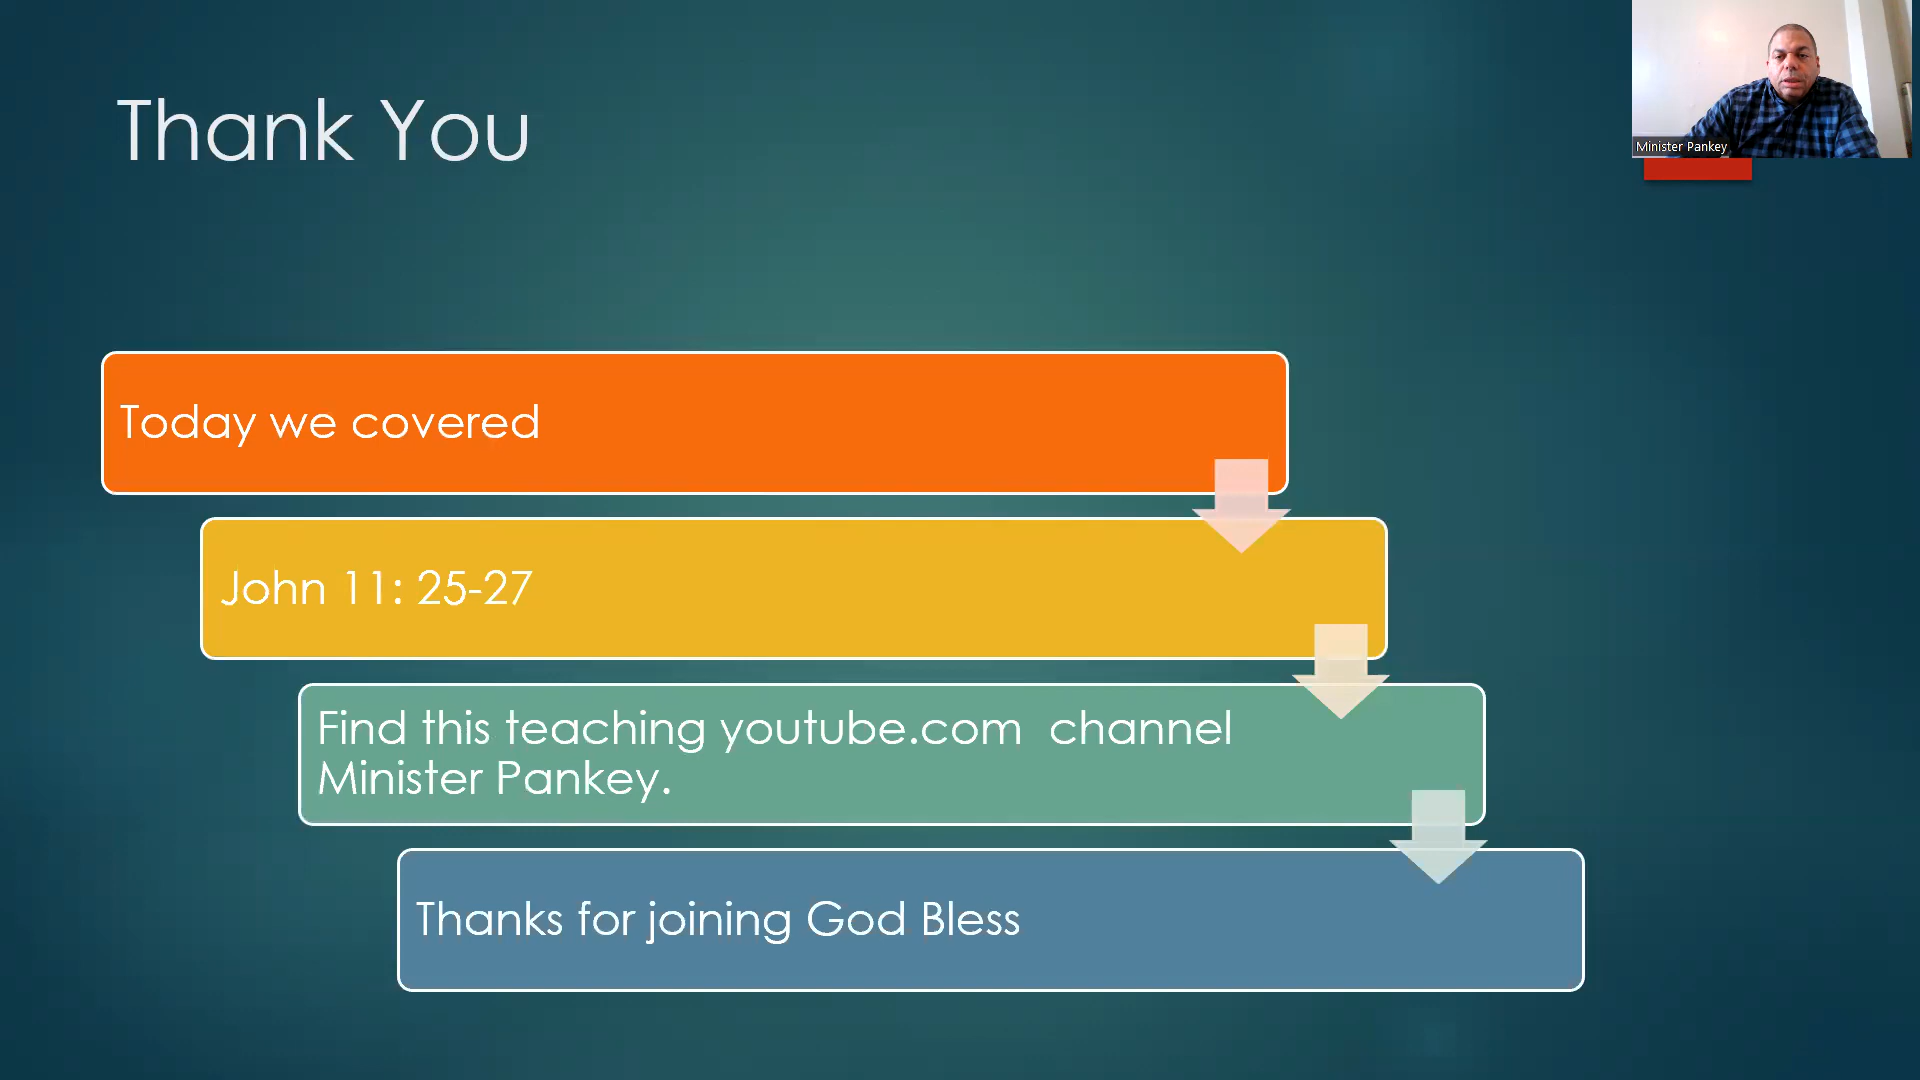 Thank You
Minister Pankey
Today we covered
John 11: 25-27
Find this teaching youtube.com  channel
Minister Pankey.
Thanks for joining God Bless